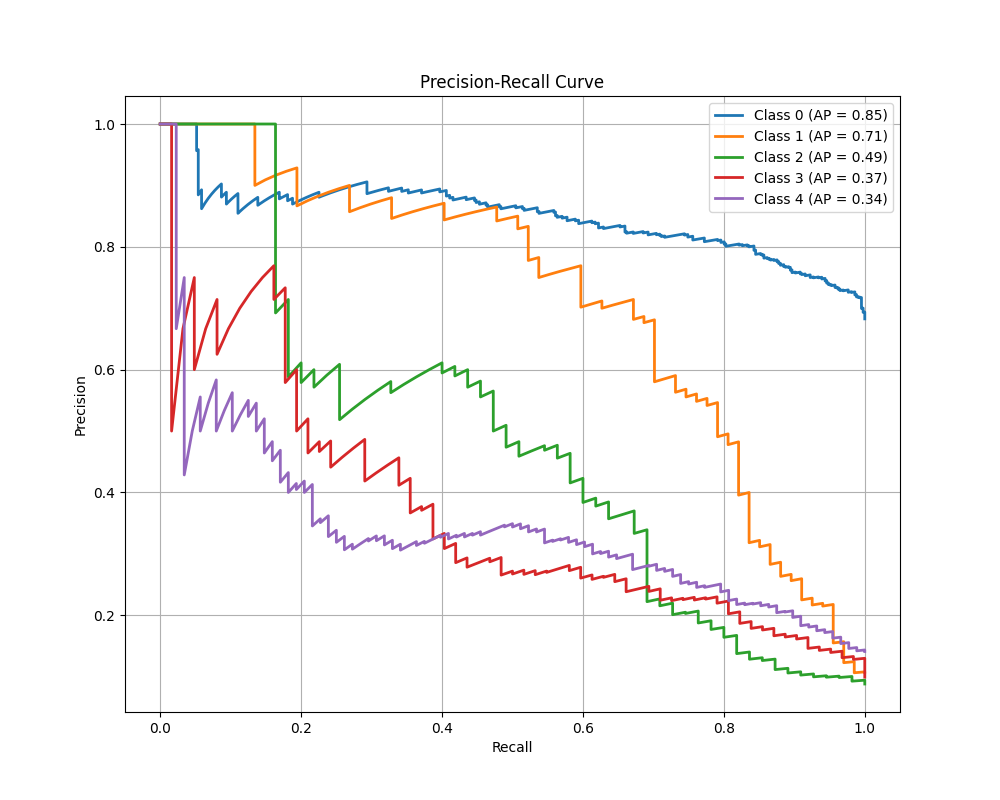 Precision-Recall Curve
Class 0 (AP = 0.85)
Class 1 (AP = 0.71)
Class 2 (AP = 0.49)
Class 3 (AP = 0.37)
Class 4 (AP = 0.34)
1.0
0.8
0.6
0.4
0.2
Precision
0.0 0.2 0.4 0.6 0.8 1.0
Recall